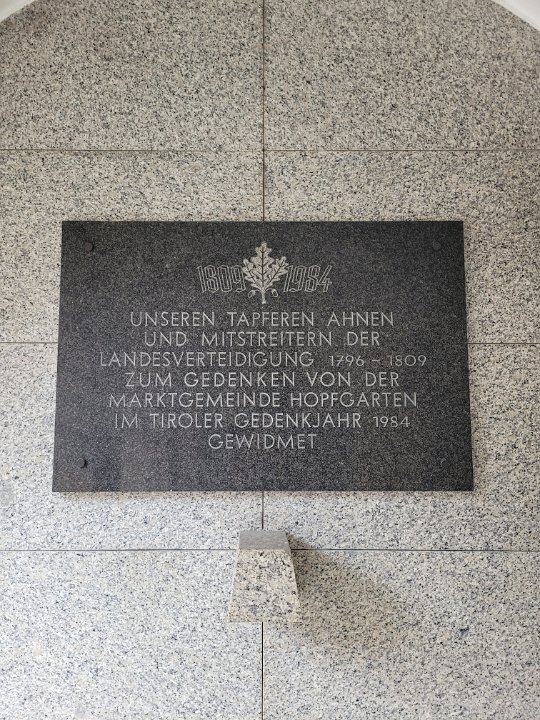 1809 1984
UNSEREN TAPFEREN AHNEN
UND MITSTREITERN DER
LANDESVERTEIDIGUNG 1796 – 1809
ZUM GEDENKEN VON DER
MARKTGEMEINDE HOPFGARTEN
IM TIROLER GEDENKJAHR 1984
GEWIDMET